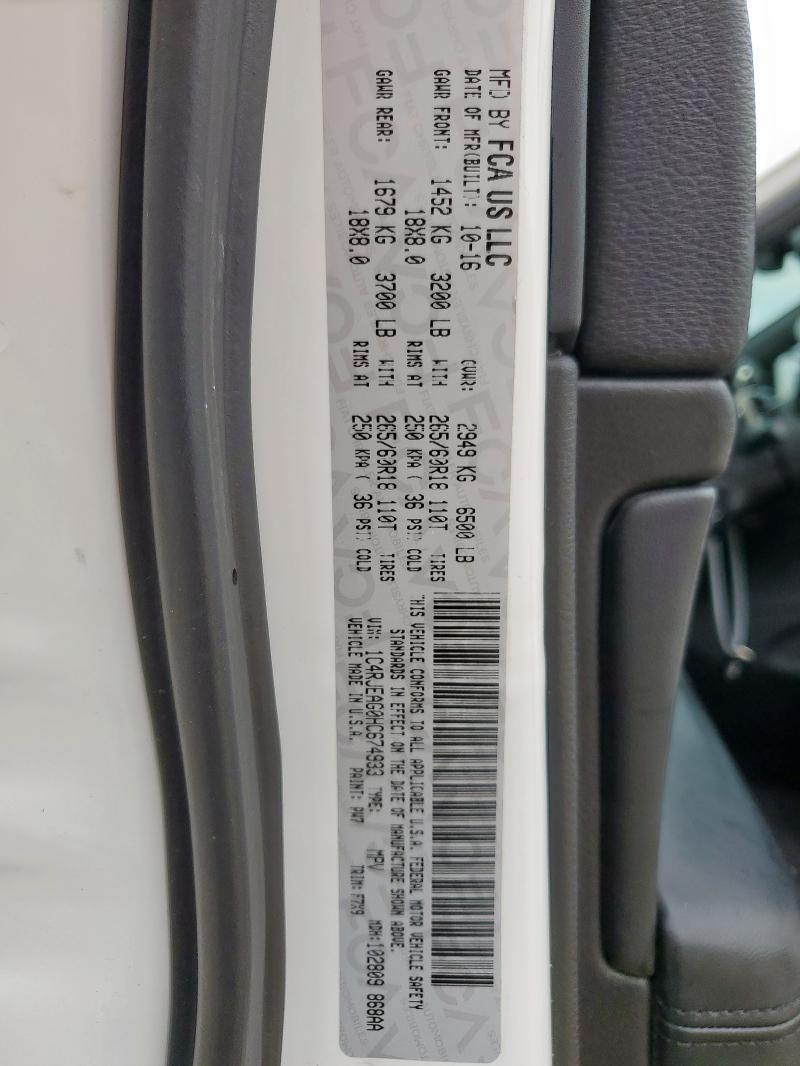 MFD BY FCA US LLC
DATE OF MFR(BUILT): 10-16 GVWR: 2949 KG 6500 LB
GAWR FRONT: 1452 KG 3200 LB WITH 265/60R18 110T TIRES
18X8.0 RIMS AT 250 KPA ( 36 PSI) COLD
GAWR REAR: 1679 KG 3700 LB WITH 265/60R18 110T TIRES
18X8.0 RIMS AT 250 KPA ( 36 PSI) COLD
THIS VEHICLE CONFORMS TO ALL APPLICABLE U.S.A. FEDERAL MOTOR VEHICLE SAFETY
STANDARDS IN EFFECT ON THE DATE OF MANUFACTURE SHOWN ABOVE.
VIN: 1C4RJEAG0HC674933 TYPE: MPV MDH:102809 868AA
VEHICLE MADE IN U.S.A. PAINT: PW7 TRIM: F7X9